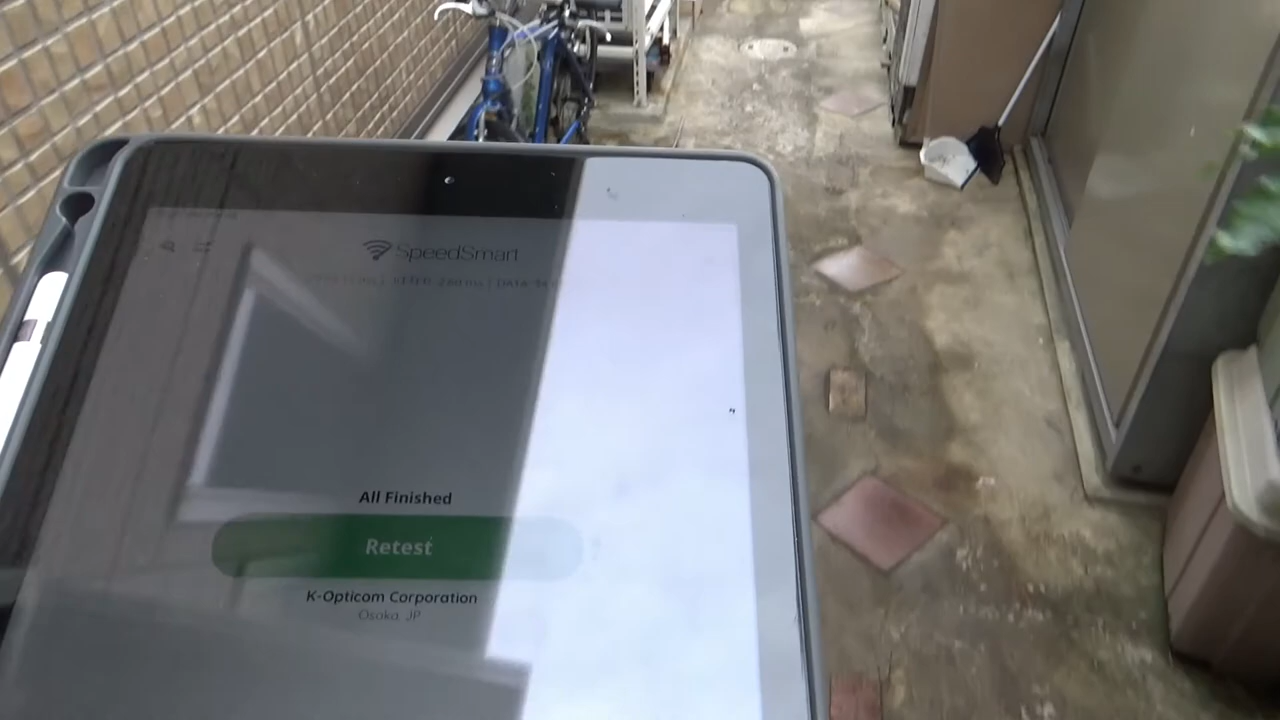 SpeedSmart
All Finished
Retest
K-Opticom Corporation
Osaka, JP